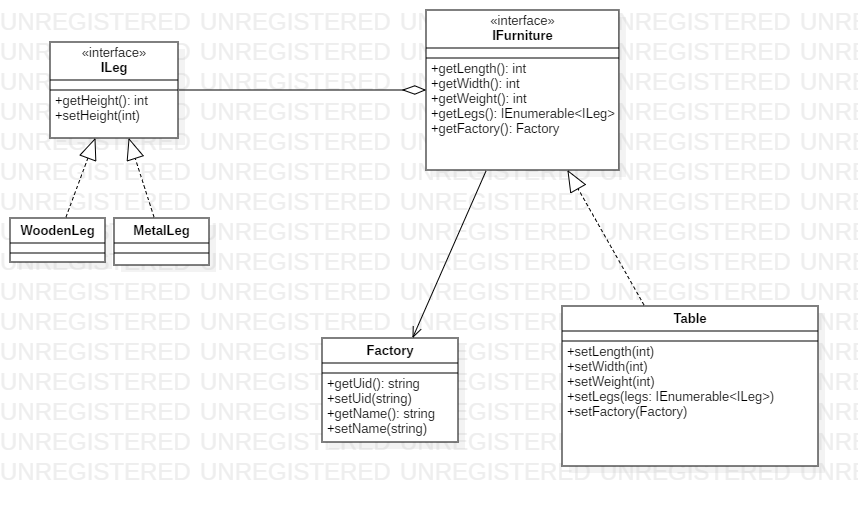 «interface»
ILeg
+getHeight(): int
+setHeight(int)
«interface»
IFurniture
+getLength(): int
+getWidth(): int
+getWeight(): int
+getLegs(): IEnumerable<ILeg>
+getFactory(): Factory
WoodenLeg
MetalLeg
Factory
+getUid(): string
+setUid(string)
+getName(): string
+setName(string)
Table
+setLength(int)
+setWidth(int)
+setWeight(int)
+setLegs(legs: IEnumerable<ILeg>)
+setFactory(Factory)
UNREGISTERED